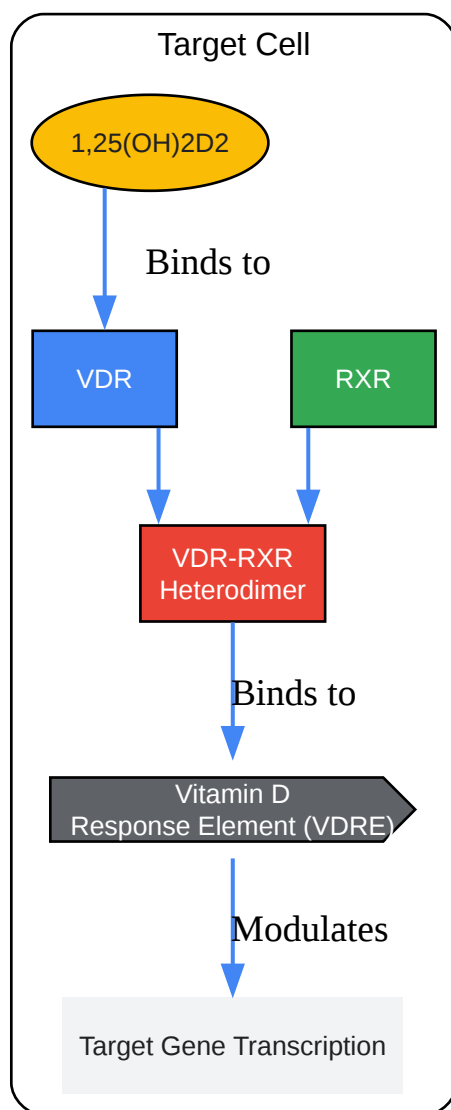 Target Cell
1,25(OH)2D2
Binds to
VDR
RXR
VDR-RXR
Heterodimer
Binds to
Vitamin D
Response Element (VDRE)
Modulates
Target Gene Transcription